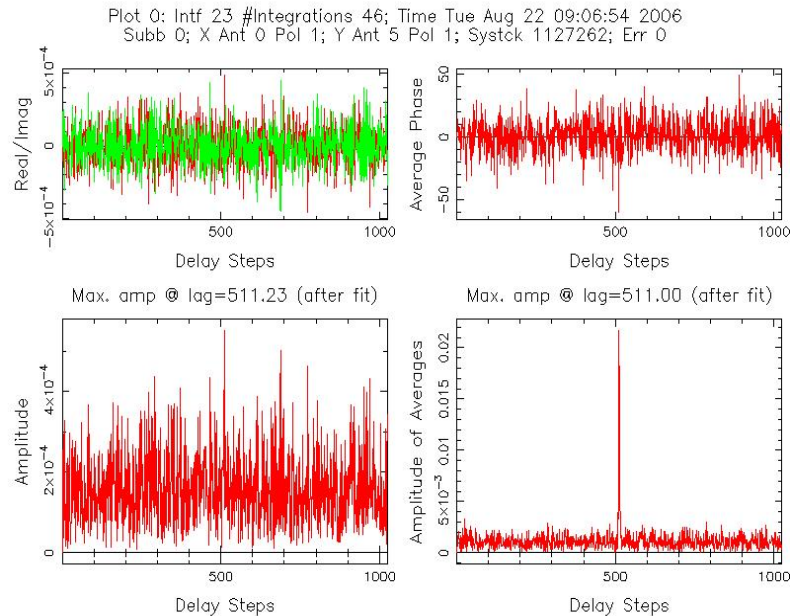 Plot 0: Intf 23 #Integrations 46; Time Tue Aug 22 09:06:54 2006
Subb 0; X Ant 0 Pol 1; Y Ant 5 Pol 1; Systck 1127262; Err 0
Real/Imag
5×10⁻⁴
0
−5×10⁻⁴
500
1000
Delay Steps
Average Phase
50
0
−50
500
1000
Delay Steps
Max. amp @ lag=511.23 (after fit)
Amplitude
4×10⁻⁴
2×10⁻⁴
0
500
1000
Delay Steps
Max. amp @ lag=511.00 (after fit)
Amplitude of Averages
0.02
0.015
0.01
5×10⁻³
0
500
1000
Delay Steps